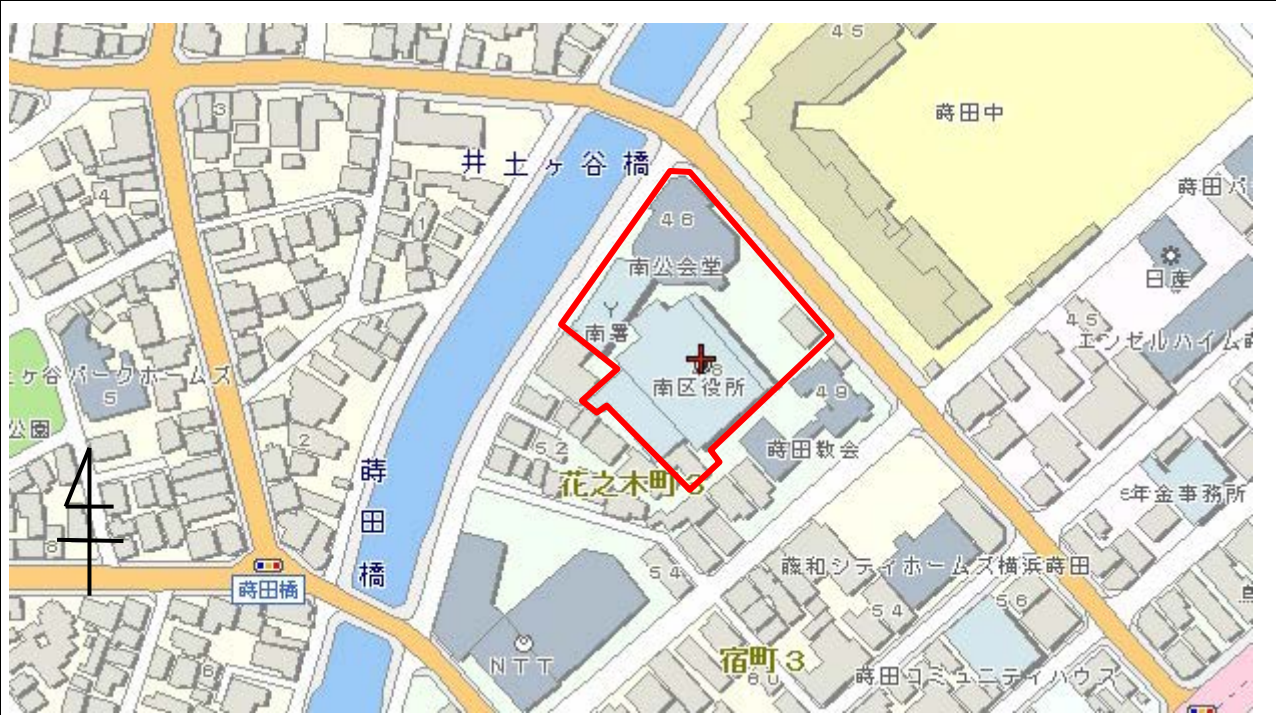 45
蒔田中
3
井土ヶ谷橋
蒔田パ
14
48
1
南公会堂
日産
南署
45
エンゼルハイム蒔
南区役所
土ヶ谷パークホームズ
5
49
公園
2
52
蒔田教会
蒔田橋
花之木町3
年金事務所
8
54
蕨和シティホームズ横浜蒔田
蒔田橋
54
56
NTT
宿町3
6
蒔田コミュニティハウス